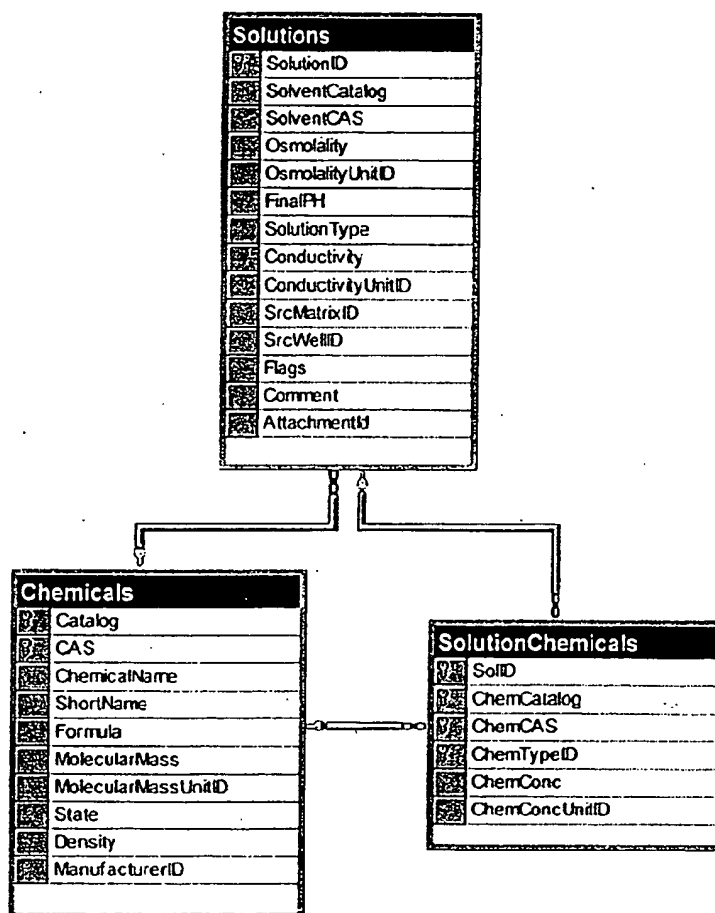 Solutions
SolutionID
SolventCatalog
SolventCAS
Osmolality
OsmolalityUnitID
FinalPH
SolutionType
Conductivity
ConductivityUnitID
SrcMatrixID
SrcWellID
Flags
Comment
AttachmentId
Chemicals
Catalog
CAS
ChemicalName
ShortName
Formula
MolecularMass
MolecularMassUnitID
State
Density
ManufacturerID
SolutionChemicals
SolID
ChemCatalog
ChemCAS
ChemTypeID
ChemConc
ChemConcUnitID